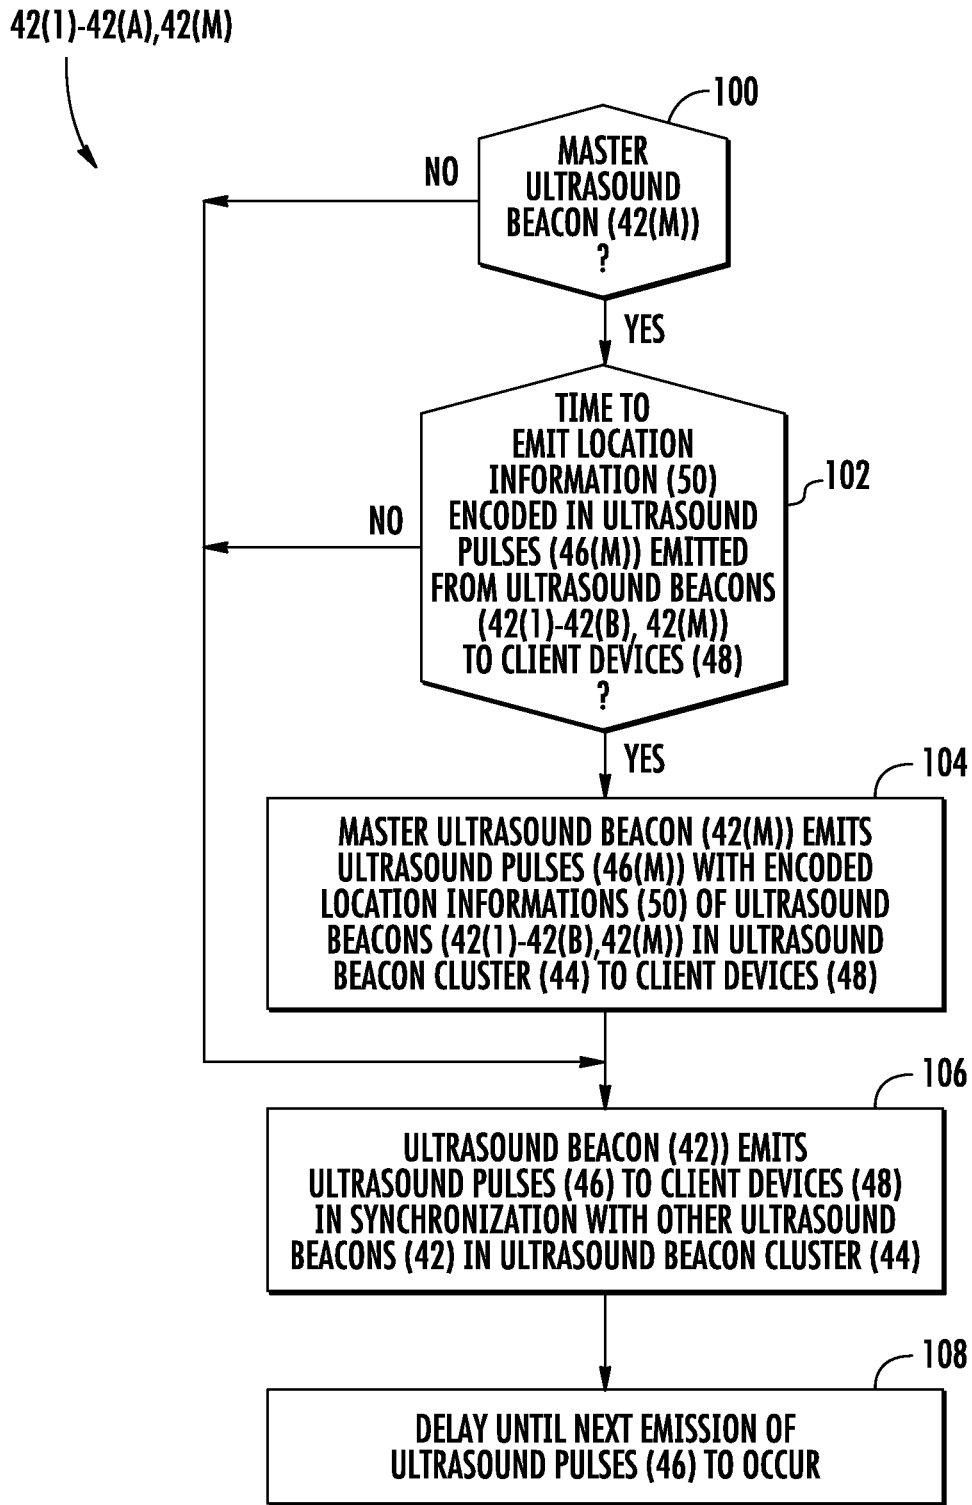 42(1)-42(A),42(M)
100
MASTER
ULTRASOUND
BEACON (42(M))
?
NO
YES
TIME TO
EMIT LOCATION
INFORMATION (50)
ENCODED IN ULTRASOUND
PULSES (46(M)) EMITTED
FROM ULTRASOUND BEACONS
(42(1)-42(B), 42(M))
TO CLIENT DEVICES (48)
?
102
NO
YES
104
MASTER ULTRASOUND BEACON (42(M)) EMITS
ULTRASOUND PULSES (46(M)) WITH ENCODED
LOCATION INFORMATIONS (50) OF ULTRASOUND
BEACONS (42(1)-42(B),42(M)) IN ULTRASOUND
BEACON CLUSTER (44) TO CLIENT DEVICES (48)
106
ULTRASOUND BEACON (42)) EMITS
ULTRASOUND PULSES (46) TO CLIENT DEVICES (48)
IN SYNCHRONIZATION WITH OTHER ULTRASOUND
BEACONS (42) IN ULTRASOUND BEACON CLUSTER (44)
108
DELAY UNTIL NEXT EMISSION OF
ULTRASOUND PULSES (46) TO OCCUR